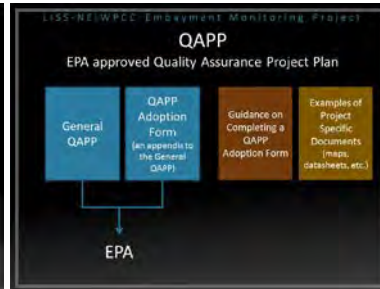 LISS-NEIWPCC Embayment Monitoring Project
QAPP
EPA approved Quality Assurance Project Plan
General
QAPP
QAPP
Adoption
Form
(an appendix to
the General
QAPP)
Guidance on
Completing a
QAPP
Adoption Form
Examples of
Project
Specific
Documents
(maps,
datasheets, etc.)
EPA